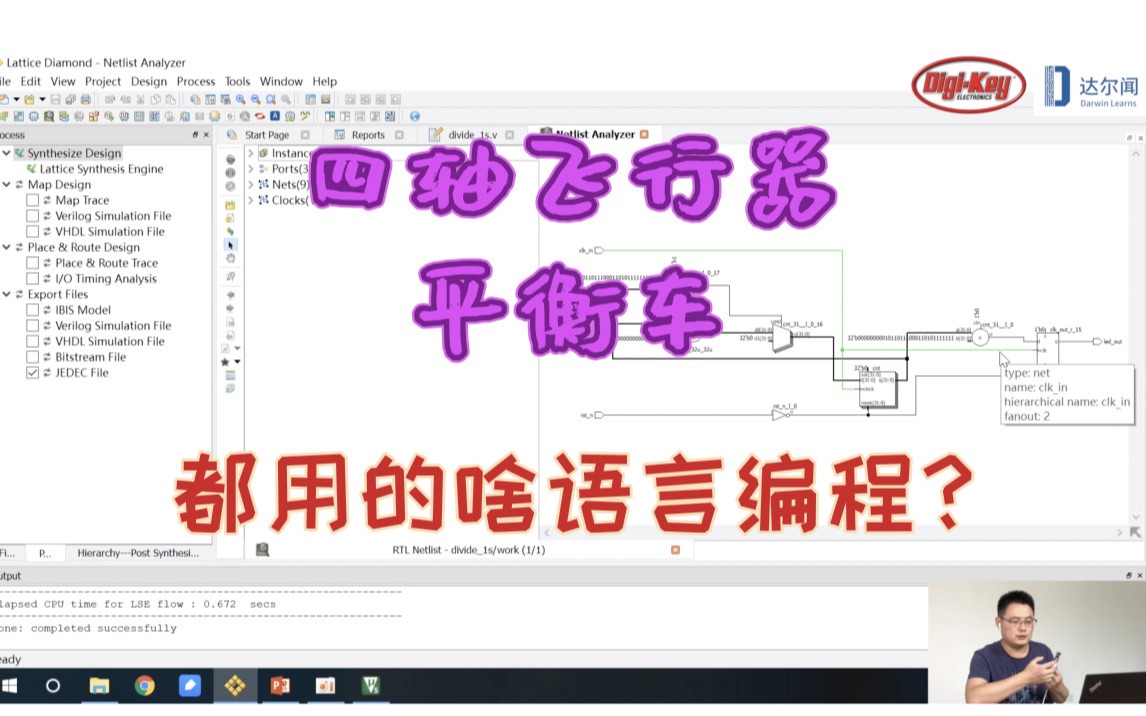 Lattice Diamond - Netlist Analyzer
ile Edit View Project Design Process Tools Window Help
Digi-Key
ELECTRONICS
达尔闻
Darwin Learns
ocess
Start Page
Reports
divide_1s.v
Netlist Analyzer
Synthesize Design
Lattice Synthesis Engine
Map Design
Map Trace
Verilog Simulation File
VHDL Simulation File
Place & Route Design
Place & Route Trace
I/O Timing Analysis
Export Files
IBIS Model
Verilog Simulation File
VHDL Simulation File
Bitstream File
JEDEC File
Instanc
Ports(3
Nets(9)
Clocks(
四轴飞行器
平衡车
clk_in
led_out
rst_n
type: net
name: clk_in
hierarchical name: clk_in
fanout: 2
都用的啥语言编程?
Fi...
P...
Hierarchy---Post Synthesi...
RTL Netlist - divide_1s/work (1/1)
utput
lapsed CPU time for LSE flow : 0.672 secs
one: completed successfully
eady